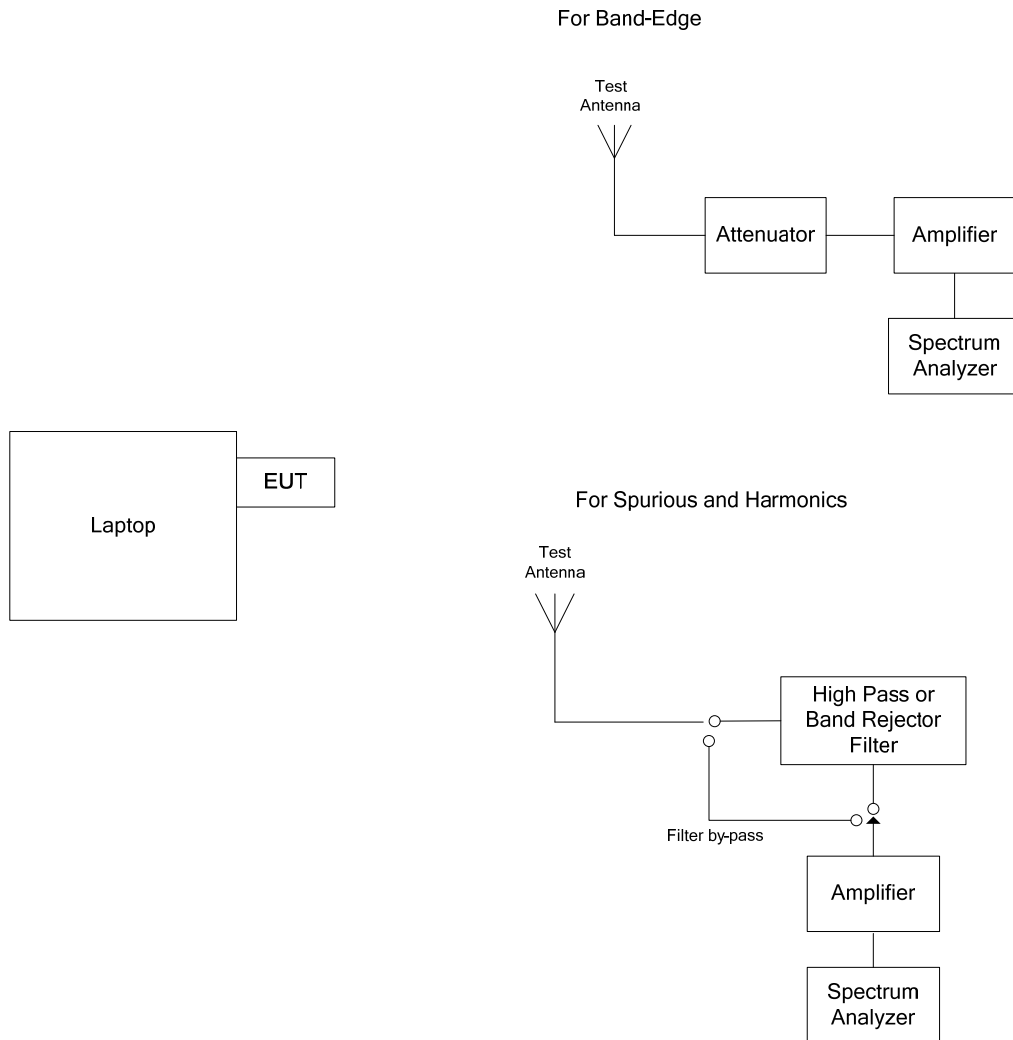 For Band-Edge
Test
Antenna
Attenuator
Amplifier
Spectrum
Analyzer
EUT
Laptop
For Spurious and Harmonics
Test
Antenna
High Pass or
Band Rejector
Filter
Filter by-pass
Amplifier
Spectrum
Analyzer